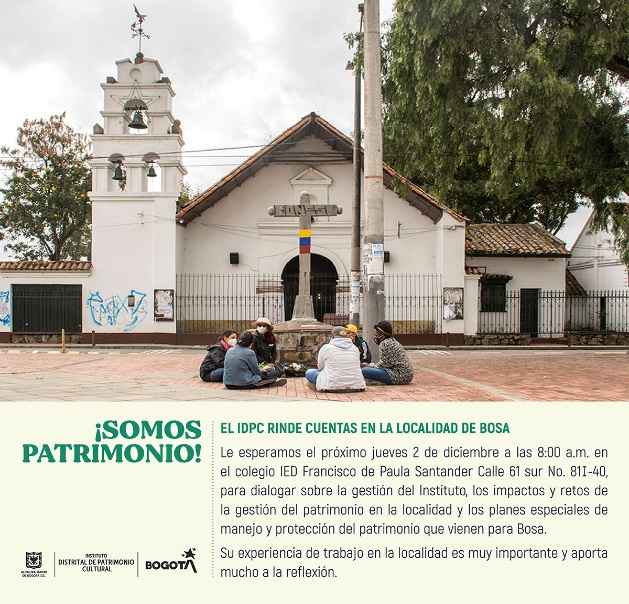 ¡SOMOS
PATRIMONIO!
EL IDPC RINDE CUENTAS EN LA LOCALIDAD DE BOSA
Le esperamos el próximo jueves 2 de diciembre a las 8:00 a.m. en
el colegio IED Francisco de Paula Santander Calle 61 sur No. 81I-40,
para dialogar sobre la gestión del Instituto, los impactos y retos de
la gestión del patrimonio en la localidad y los planes especiales de
manejo y protección del patrimonio que vienen para Bosa.
Su experiencia de trabajo en la localidad es muy importante y aporta
mucho a la reflexión.
ALCALDÍA MAYOR
DE BOGOTÁ D.C.
INSTITUTO
DISTRITAL DE PATRIMONIO
CULTURAL
BOGOTÁ